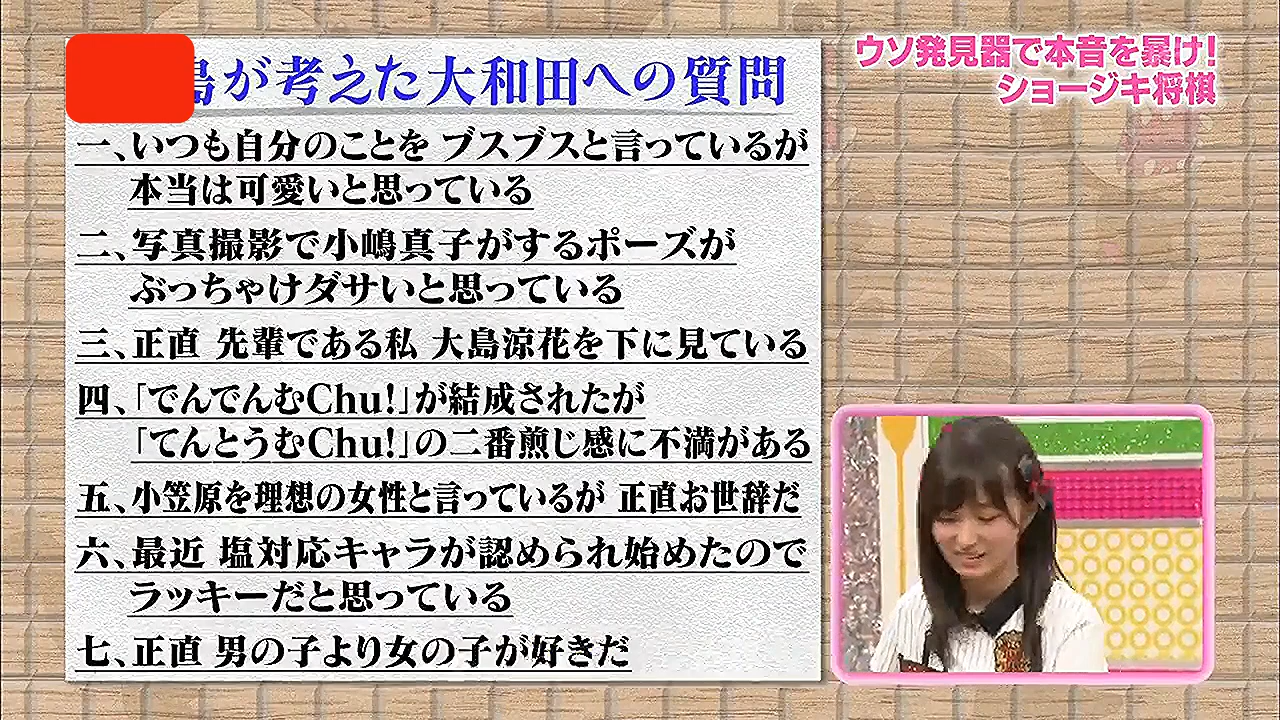 島が考えた大和田への質問
一、いつも自分のことを ブスブスと言っているが
本当は可愛いと思っている
二、写真撮影で小嶋真子がするポーズが
ぶっちゃけダサいと思っている
三、正直 先輩である私 大島涼花を下に見ている
四、「でんでんむChu!」が結成されたが
「てんとうむChu!」の二番煎じ感に不満がある
五、小笠原を理想の女性と言っているが 正直お世辞だ
六、最近 塩対応キャラが認められ始めたので
ラッキーだと思っている
七、正直 男の子より女の子が好きだ
ウソ発見器で本音を暴け!
ショージキ将棋